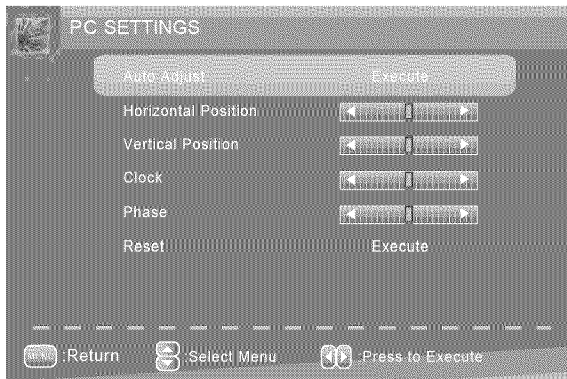 PC SETTINGS
Auto Adjust Execute
Horizontal Position
Vertical Position
Clock
Phase
Reset Execute
MENU :Return :Select Menu :Press to Execute